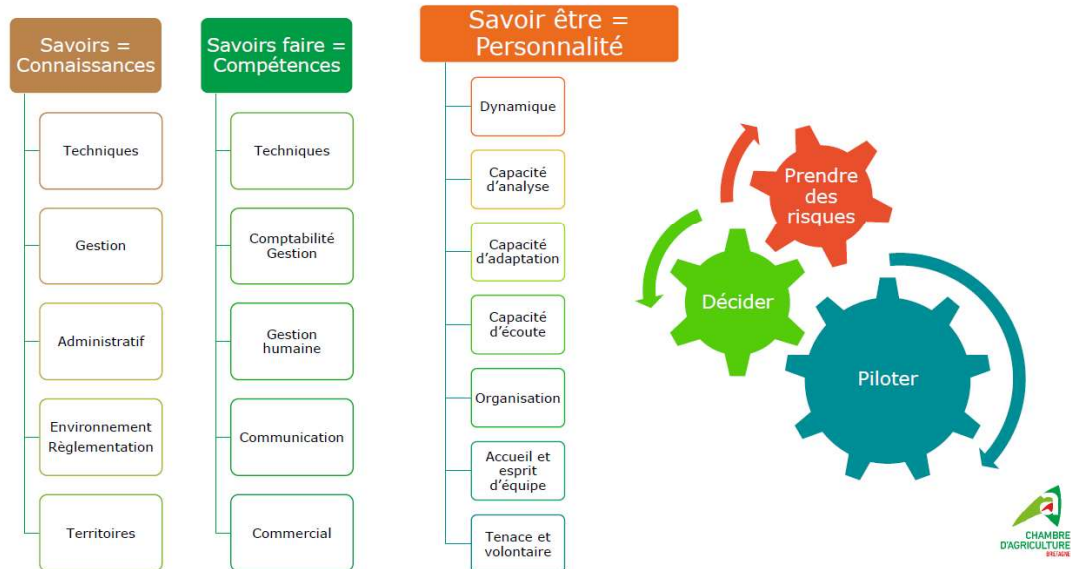 Savoirs =
Connaissances
Techniques
Gestion
Administratif
Environnement
Règlementation
Territoires
Savoirs faire =
Compétences
Techniques
Comptabilité
Gestion
Gestion
humaine
Communication
Commercial
Savoir être =
Personnalité
Dynamique
Capacité
d'analyse
Capacité
d'adaptation
Capacité
d'écoute
Organisation
Accueil et
esprit
d'équipe
Tenace et
volontaire
Prendre
des
risques
Décider
Piloter
CHAMBRE
D'AGRICULTURE
BRETAGNE